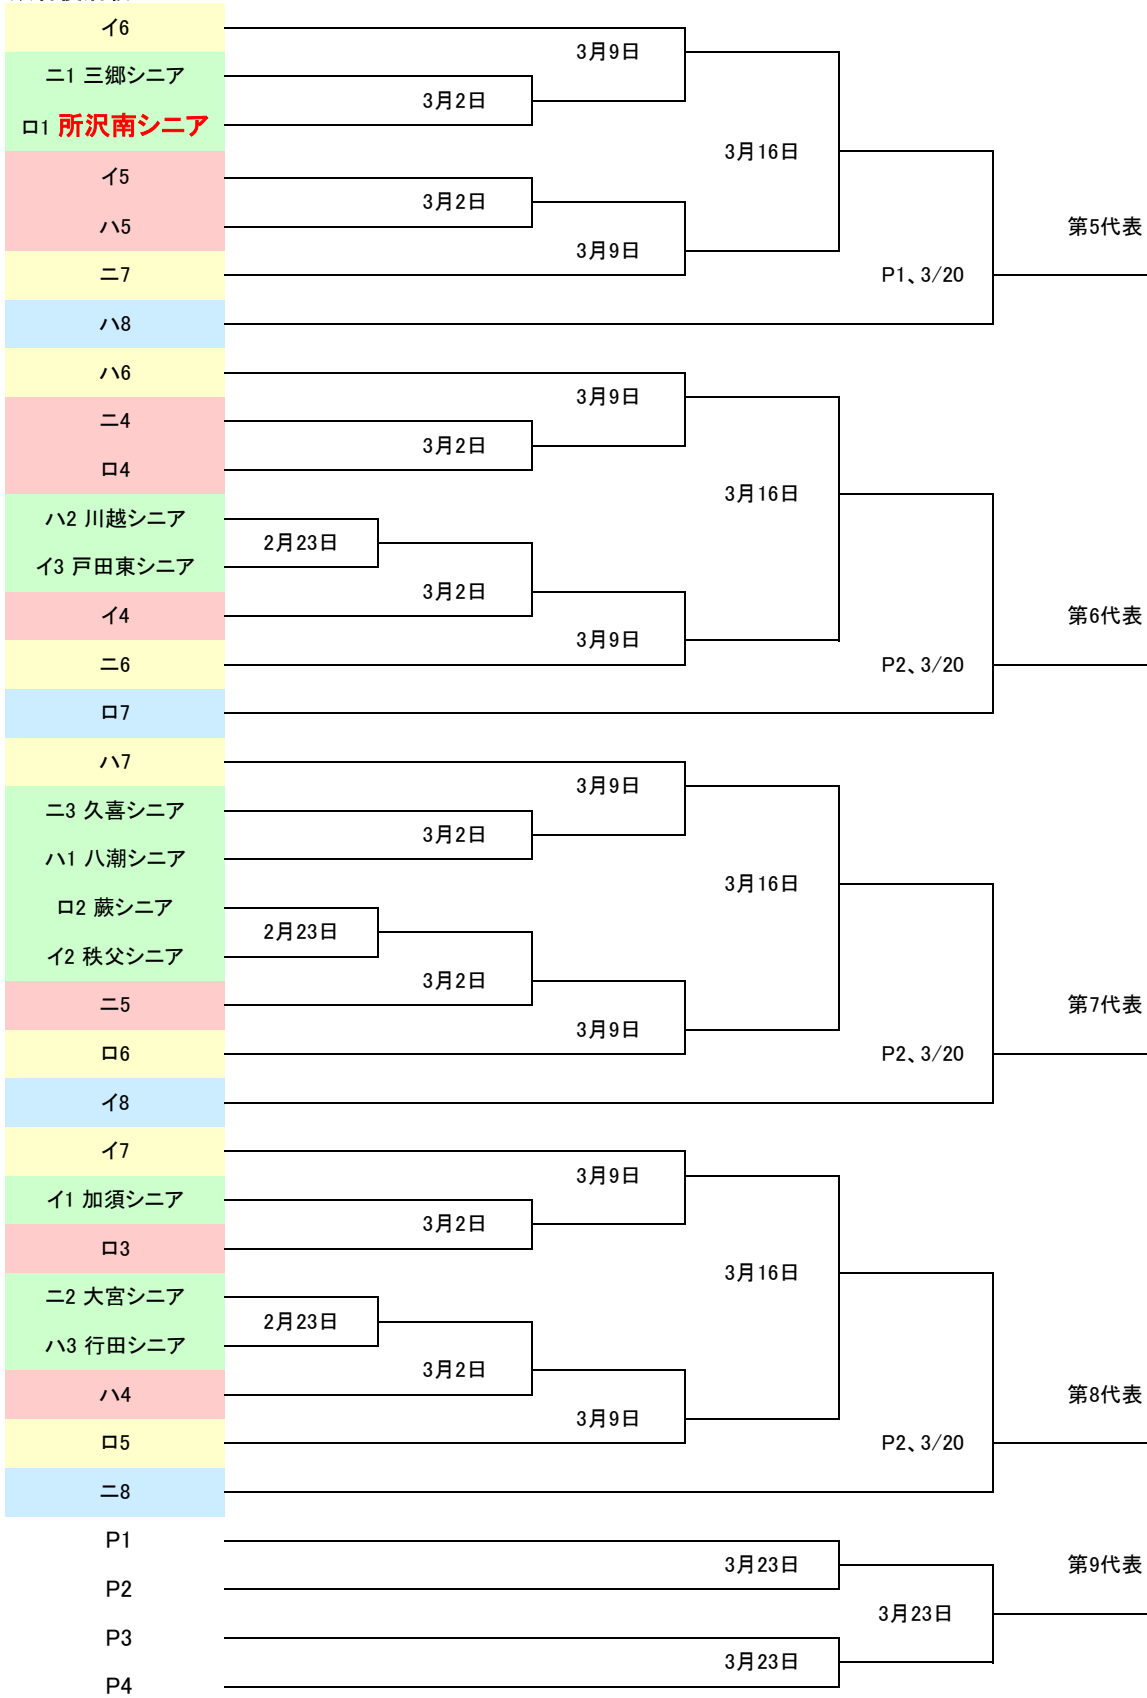 イ6
3月9日
ニ1 三郷シニア
3月2日
ロ1 所沢南シニア
3月16日
イ5
3月2日
ハ5
第5代表
3月9日
ニ7
P1、3/20
ハ8
ハ6
3月9日
ニ4
3月2日
ロ4
3月16日
ハ2 川越シニア
2月23日
イ3 戸田東シニア
3月2日
イ4
第6代表
3月9日
ニ6
P2、3/20
ロ7
ハ7
3月9日
ニ3 久喜シニア
3月2日
ハ1 八潮シニア
3月16日
ロ2 蕨シニア
2月23日
イ2 秩父シニア
3月2日
ニ5
第7代表
3月9日
ロ6
P2、3/20
イ8
イ7
3月9日
イ1 加須シニア
3月2日
ロ3
3月16日
ニ2 大宮シニア
2月23日
ハ3 行田シニア
3月2日
ハ4
第8代表
3月9日
ロ5
P2、3/20
ニ8
P1
3月23日
第9代表
P2
3月23日
P3
3月23日
P4